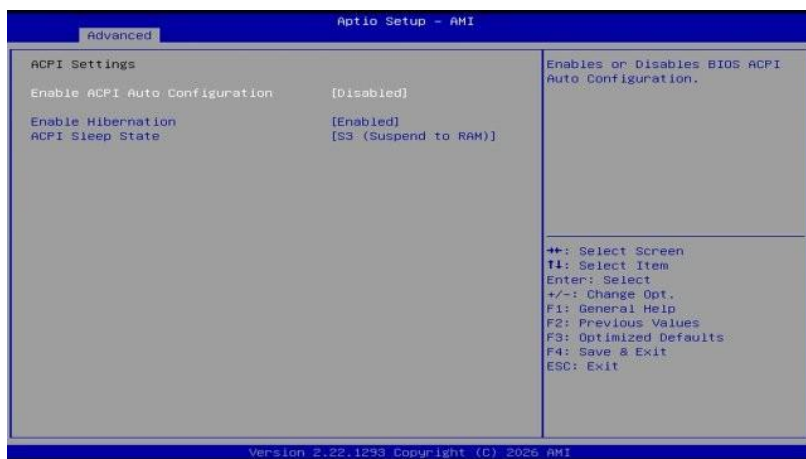 Aptio Setup - AMI
Advanced
ACPI Settings
Enable ACPI Auto Configuration [Disabled]
Enable Hibernation [Enabled]
ACPI Sleep State [S3 (Suspend to RAM)]
Enables or Disables BIOS ACPI
Auto Configuration.
→←: Select Screen
↑↓: Select Item
Enter: Select
+/-: Change Opt.
F1: General Help
F2: Previous Values
F3: Optimized Defaults
F4: Save & Exit
ESC: Exit
Version 2.22.1293 Copyright (C) 2026 AMI